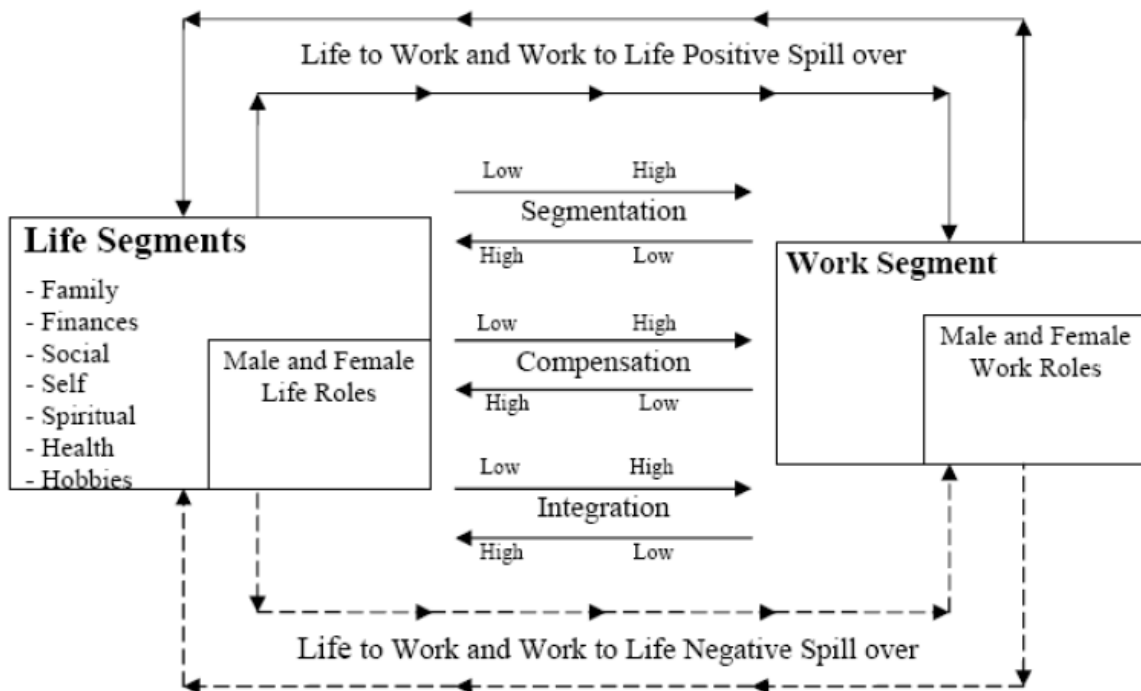 Life to Work and Work to Life Positive Spill over
Low High
Segmentation
High Low
Life Segments
- Family
- Finances
- Social
- Self
- Spiritual
- Health
- Hobbies
Male and Female
Life Roles
Low High
Compensation
High Low
Low High
Integration
High Low
Work Segment
Male and Female
Work Roles
Life to Work and Work to Life Negative Spill over